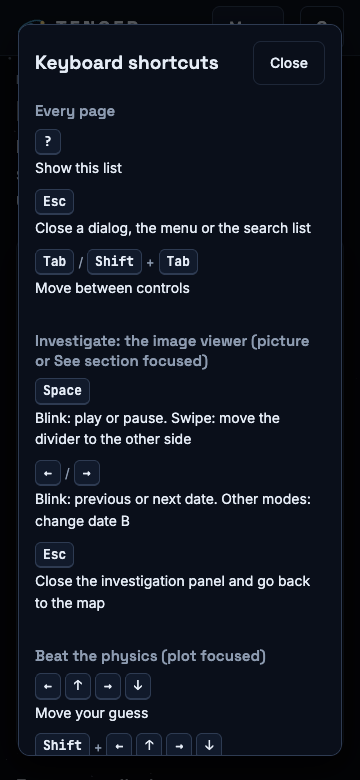 Keyboard shortcuts
Close
Every page
?
Show this list
Esc
Close a dialog, the menu or the search list
Tab / Shift + Tab
Move between controls
Investigate: the image viewer (picture
or See section focused)
Space
Blink: play or pause. Swipe: move the
divider to the other side
← / →
Blink: previous or next date. Other modes:
change date B
Esc
Close the investigation panel and go back
to the map
Beat the physics (plot focused)
← ↑ → ↓
Move your guess
Shift + ← ↑ → ↓